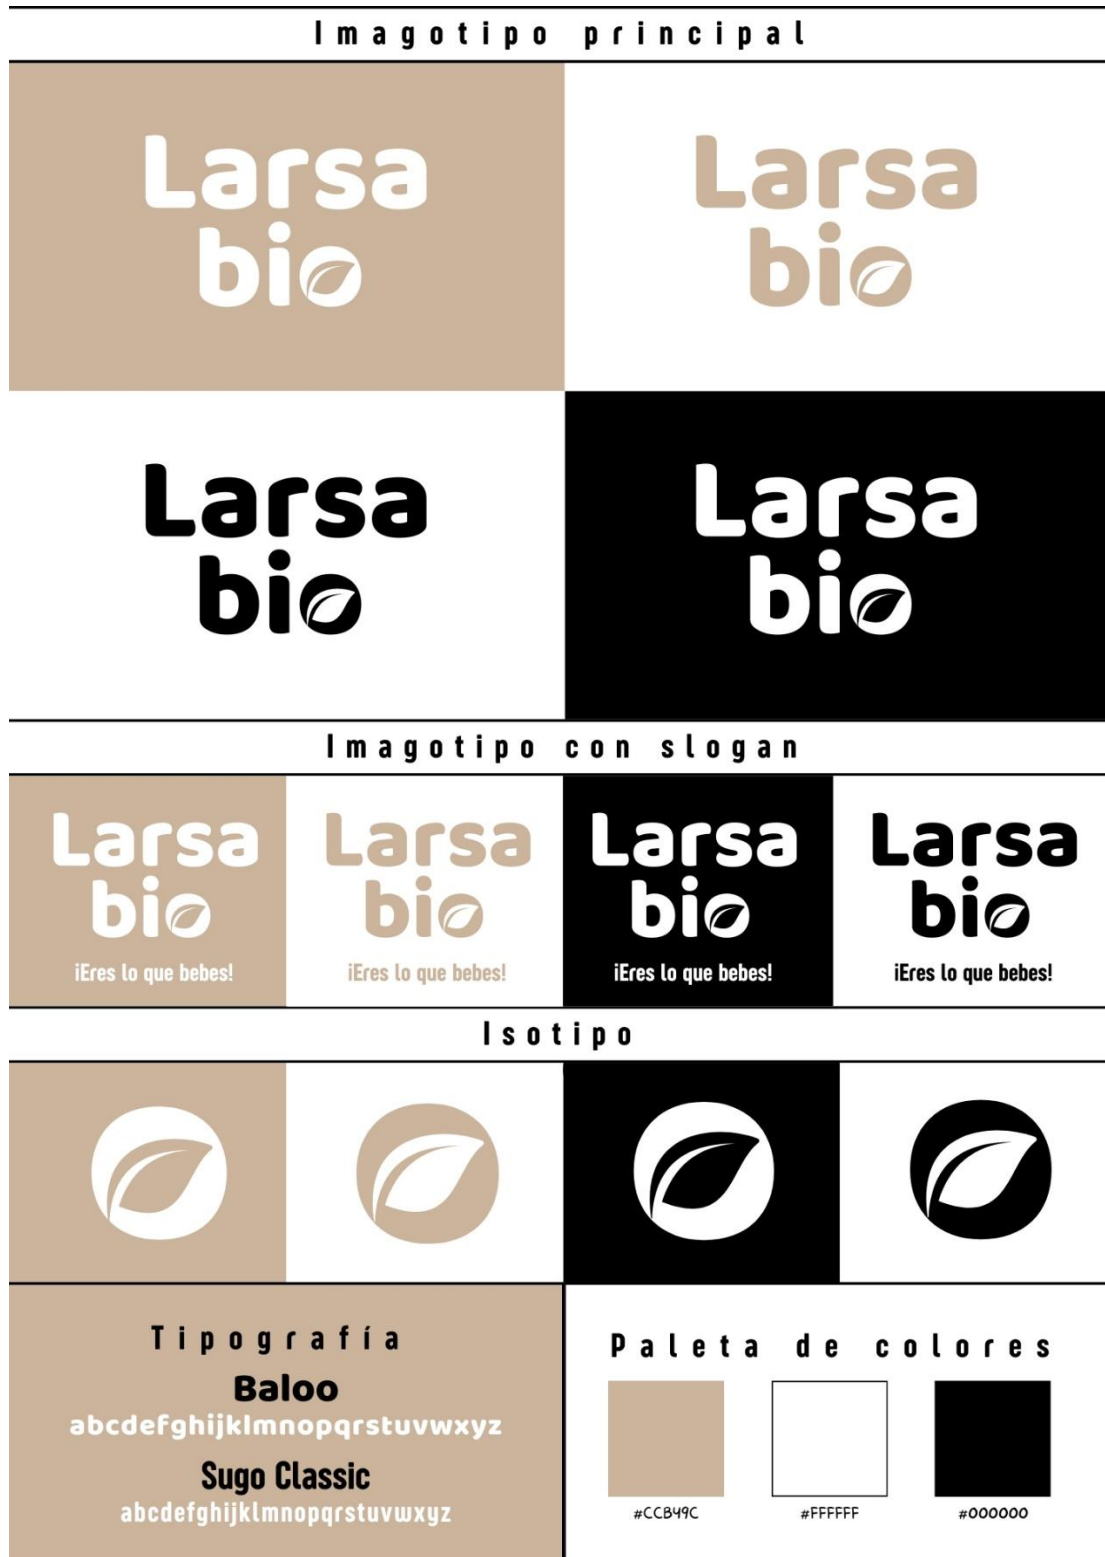 Imagotipo principal
Larsa
bio
Larsa
bio
Larsa
bio
Larsa
bio
Imagotipo con slogan
Larsa
bio
¡Eres lo que bebes!
Larsa
bio
¡Eres lo que bebes!
Larsa
bio
¡Eres lo que bebes!
Larsa
bio
¡Eres lo que bebes!
Isotipo
Tipografía
Baloo
abcdefghijklmnopqrstuvwxyz
Sugo Classic
abcdefghijklmnopqrstuvwxyz
Paleta de colores
#CCB49C
#FFFFFF
#000000